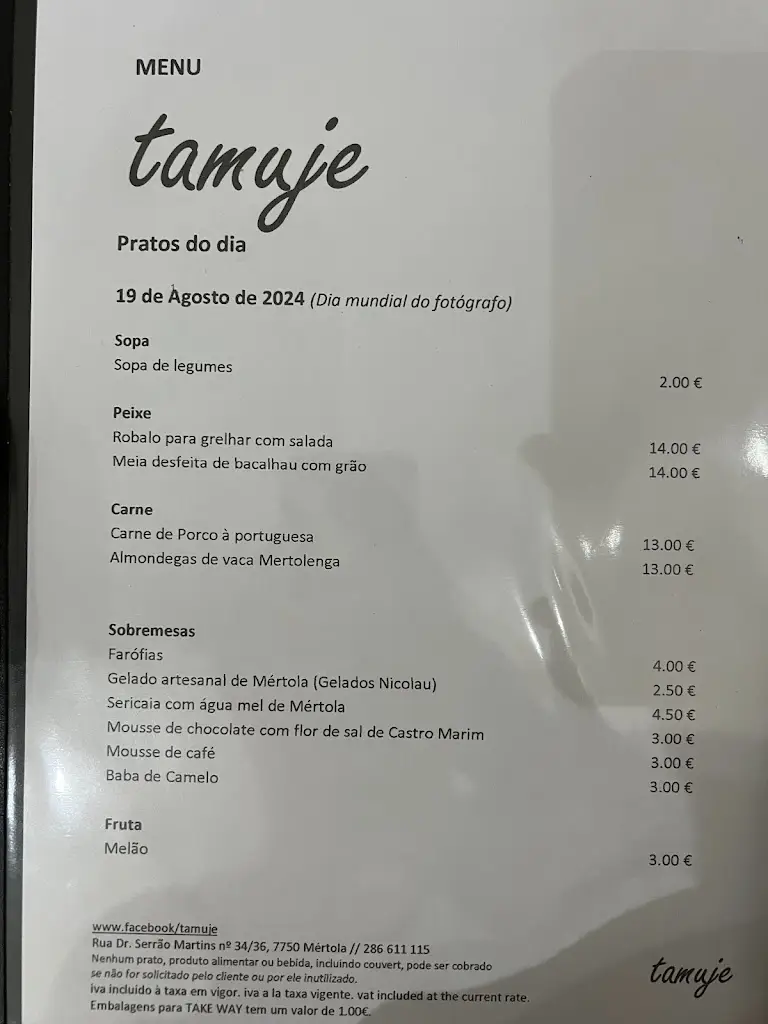 MENU
tamuje
Pratos do dia
19 de Agosto de 2024 (Dia mundial do fotógrafo)
Sopa
Sopa de legumes 2.00 €
Peixe
Robalo para grelhar com salada 14.00 €
Meia desfeita de bacalhau com grão 14.00 €
Carne
Carne de Porco à portuguesa 13.00 €
Almondegas de vaca Mertolenga 13.00 €
Sobremesas
Farófias 4.00 €
Gelado artesanal de Mértola (Gelados Nicolau) 2.50 €
Sericaia com água mel de Mértola 4.50 €
Mousse de chocolate com flor de sal de Castro Marim 3.00 €
Mousse de café 3.00 €
Baba de Camelo 3.00 €
Fruta
Melão 3.00 €
www.facebook/tamuje
Rua Dr. Serrão Martins nº 34/36, 7750 Mértola // 286 611 115
Nenhum prato, produto alimentar ou bebida, incluindo couvert, pode ser cobrado
se não for solicitado pelo cliente ou por ele inutilizado.
iva incluido à taxa em vigor. iva a la taxa vigente. vat included at the current rate.
Embalagens para TAKE WAY tem um valor de 1.00€.
tamuje